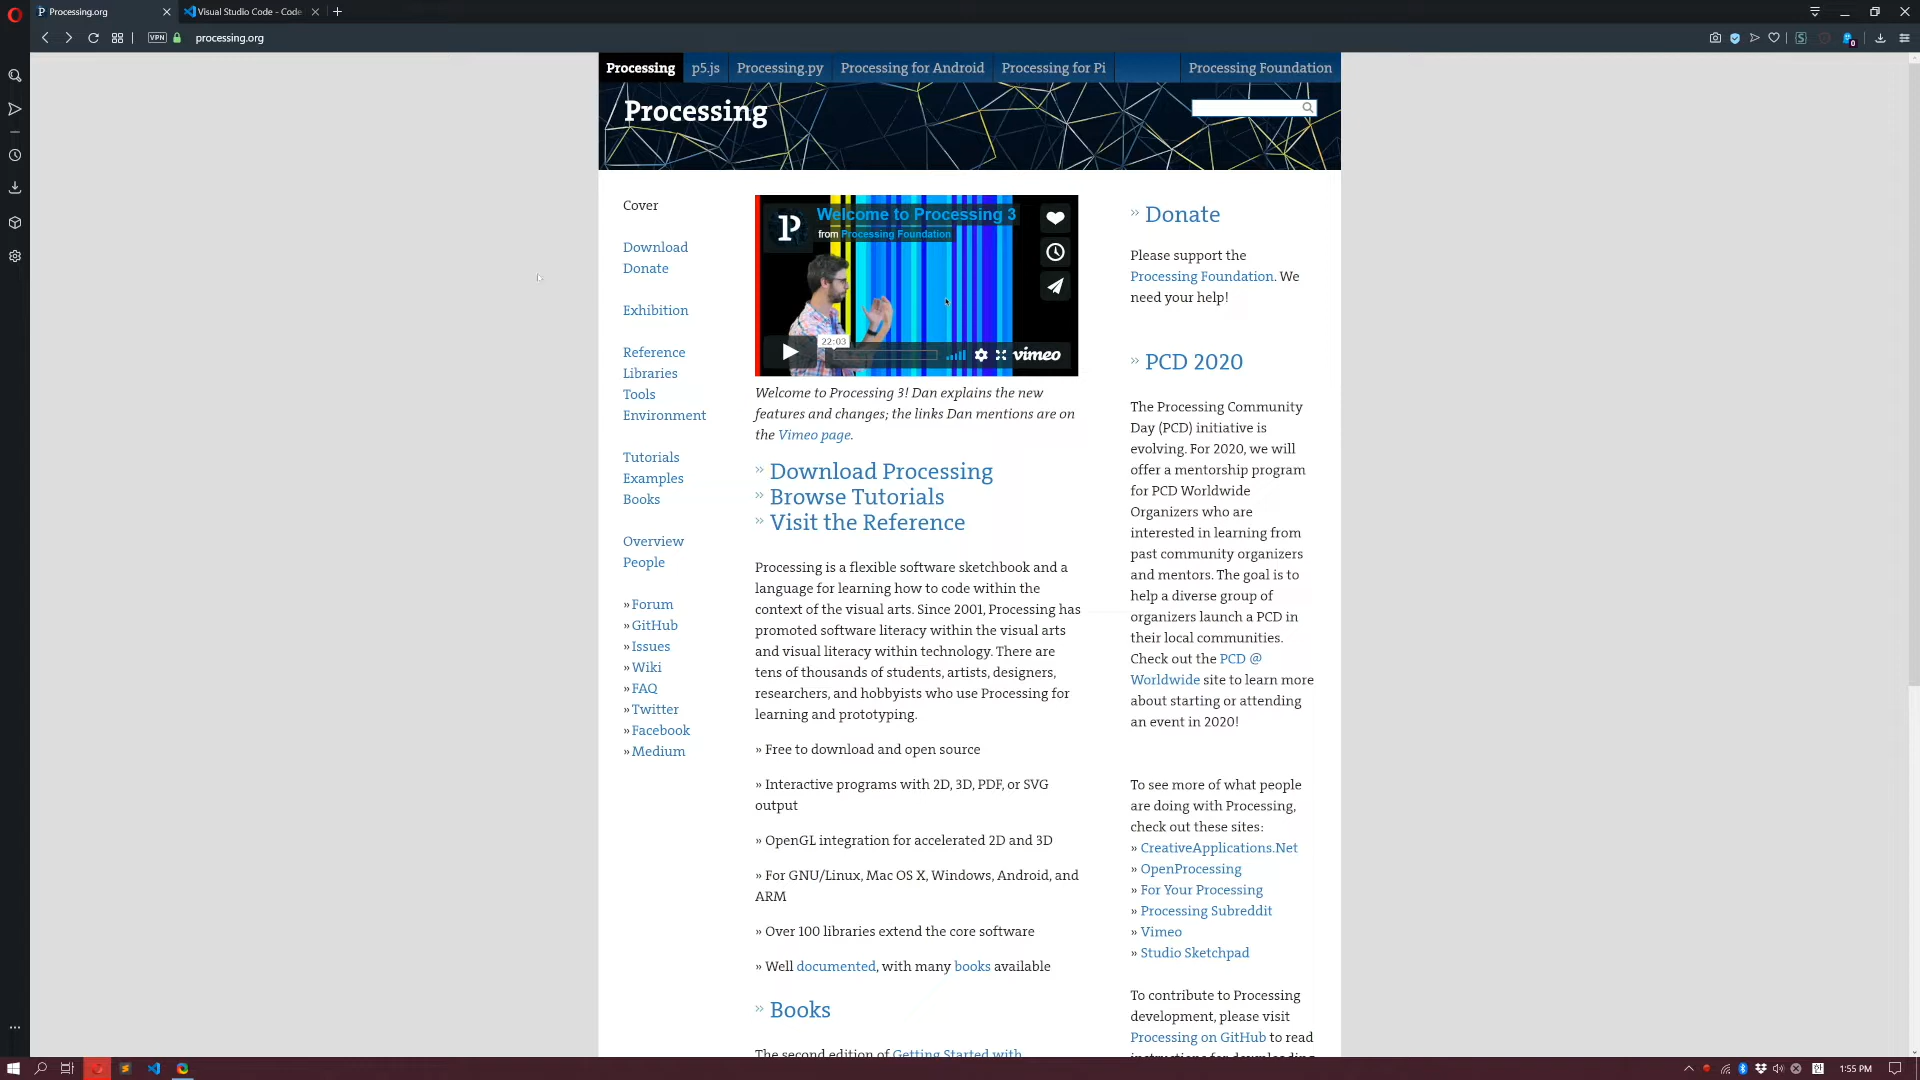 Processing.org
Visual Studio Code - Code
VPN
processing.org
Processing
p5.js
Processing.py
Processing for Android
Processing for Pi
Processing Foundation
Processing
Cover
Download
Donate
Exhibition
Reference
Libraries
Tools
Environment
Tutorials
Examples
Books
Overview
People
» Forum
» GitHub
» Issues
» Wiki
» FAQ
» Twitter
» Facebook
» Medium
P
Welcome to Processing 3
from Processing Foundation
22:03
vimeo
Welcome to Processing 3! Dan explains the new
features and changes; the links Dan mentions are on
the Vimeo page.
» Download Processing
» Browse Tutorials
» Visit the Reference
Processing is a flexible software sketchbook and a
language for learning how to code within the
context of the visual arts. Since 2001, Processing has
promoted software literacy within the visual arts
and visual literacy within technology. There are
tens of thousands of students, artists, designers,
researchers, and hobbyists who use Processing for
learning and prototyping.
» Free to download and open source
» Interactive programs with 2D, 3D, PDF, or SVG
output
» OpenGL integration for accelerated 2D and 3D
» For GNU/Linux, Mac OS X, Windows, Android, and
ARM
» Over 100 libraries extend the core software
» Well documented, with many books available
» Books
The second edition of Getting Started with
» Donate
Please support the
Processing Foundation. We
need your help!
» PCD 2020
The Processing Community
Day (PCD) initiative is
evolving. For 2020, we will
offer a mentorship program
for PCD Worldwide
Organizers who are
interested in learning from
past community organizers
and mentors. The goal is to
help a diverse group of
organizers launch a PCD in
their local communities.
Check out the PCD @
Worldwide site to learn more
about starting or attending
an event in 2020!
To see more of what people
are doing with Processing,
check out these sites:
» CreativeApplications.Net
» OpenProcessing
» For Your Processing
» Processing Subreddit
» Vimeo
» Studio Sketchpad
To contribute to Processing
development, please visit
Processing on GitHub to read
instructions for downloading
1:55 PM